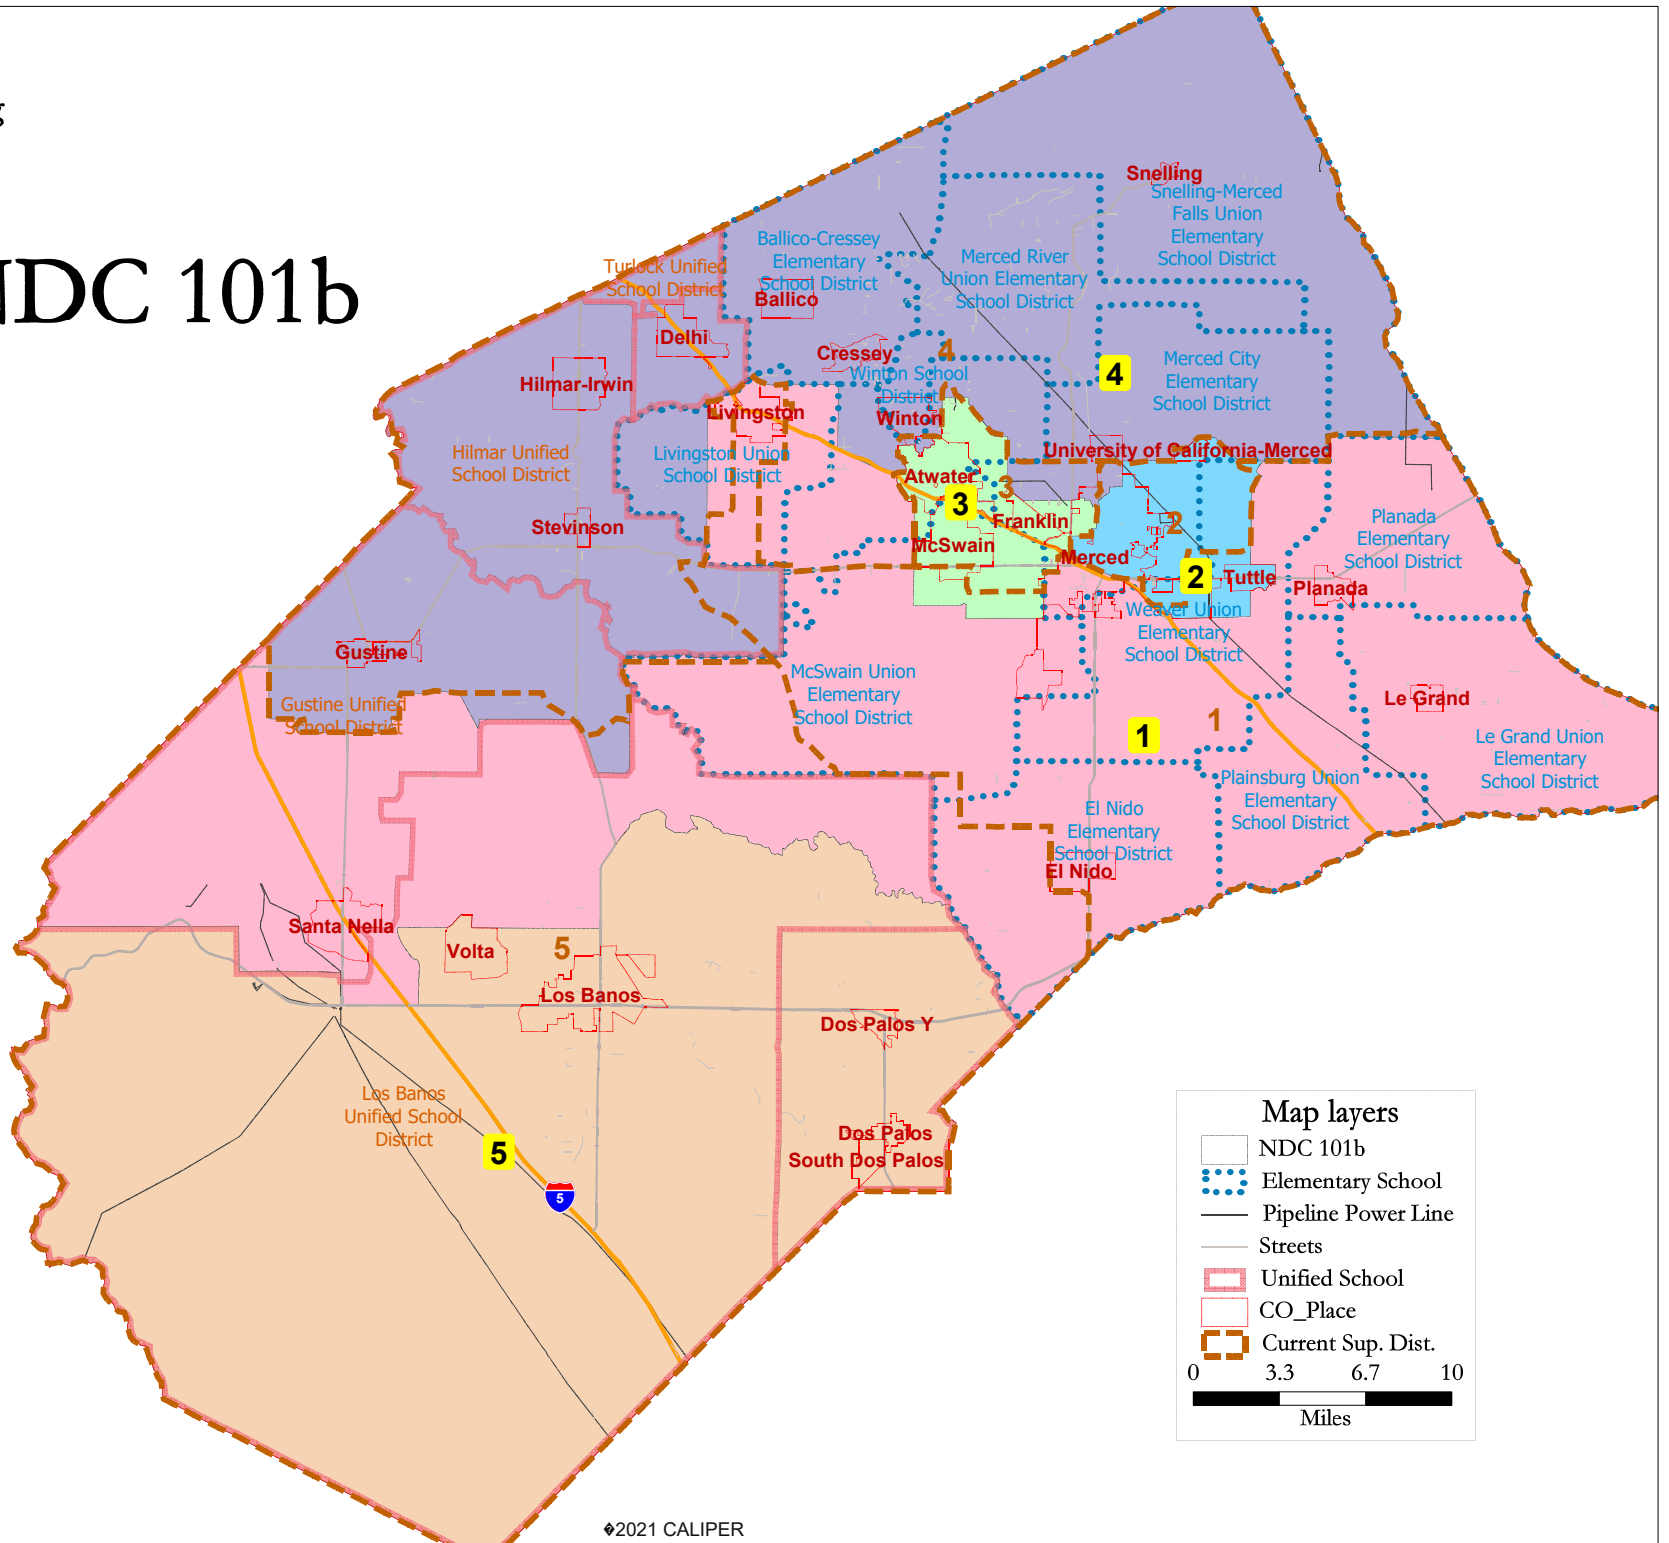 g
NDC 101b
Snelling
Snelling-Merced
Falls Union
Elementary
School District
Ballico-Cressey
Elementary
School District
Ballico
Merced River
Union Elementary
School District
Turlock Unified
School District
Delhi
Cressey
4
Winton School
District
4
Merced City
Elementary
School District
Hilmar-Irwin
Livingston
Winton
Hilmar Unified
School District
Livingston Union
School District
University of California-Merced
Atwater
3
3
Franklin
2
McSwain
Merced
2
Tuttle
Planada
Elementary
School District
Planada
Stevinson
Weaver Union
Elementary
School District
Gustine
Gustine Unified
School District
McSwain Union
Elementary
School District
1
1
Le Grand
Le Grand Union
Elementary
School District
Plainsburg Union
Elementary
School District
El Nido
Elementary
School District
El Nido
Santa Nella
Volta
5
Los Banos
Dos Palos Y
Los Banos
Unified School
District
Dos Palos
South Dos Palos
5
5
Map layers
NDC 101b
Elementary School
Pipeline Power Line
Streets
Unified School
CO_Place
Current Sup. Dist.
0 3.3 6.7 10
Miles
�2021 CALIPER